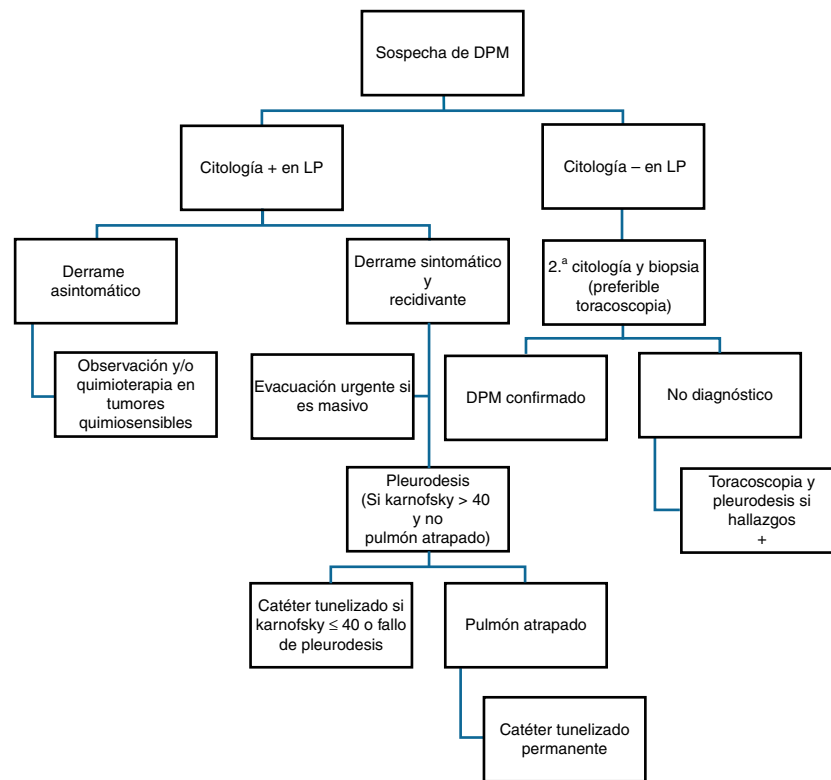 Sospecha de DPM
Citología + en LP
Citología – en LP
Derrame
asintomático
Derrame sintomático
y
recidivante
2.ª citología y biopsia
(preferible
toracoscopia)
Observación y/o
quimioterapia en
tumores
quimiosensibles
Evacuación urgente si
es masivo
DPM confirmado
No diagnóstico
Pleurodesis
(Si karnofsky > 40
y no
pulmón atrapado)
Toracoscopia y
pleurodesis si
hallazgos
+
Catéter tunelizado si
karnofsky ≤ 40 o fallo
de pleurodesis
Pulmón atrapado
Catéter tunelizado
permanente